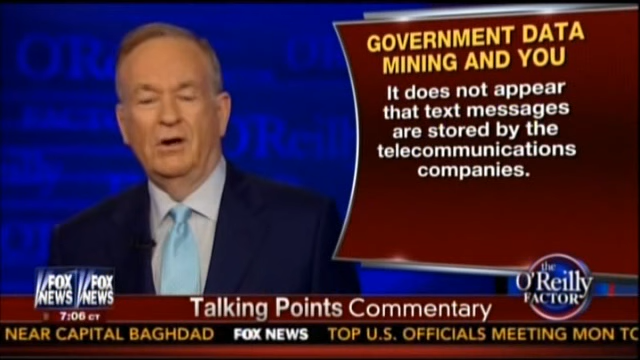 GOVERNMENT DATA
MINING AND YOU
It does not appear
that text messages
are stored by the
telecommunications
companies.
the
O'Reilly
FACTOR
FOX
NEWS
FOX
NEWS
7:06 CT
Talking Points Commentary
NEAR CAPITAL BAGHDAD FOX NEWS TOP U.S. OFFICIALS MEETING MON TO